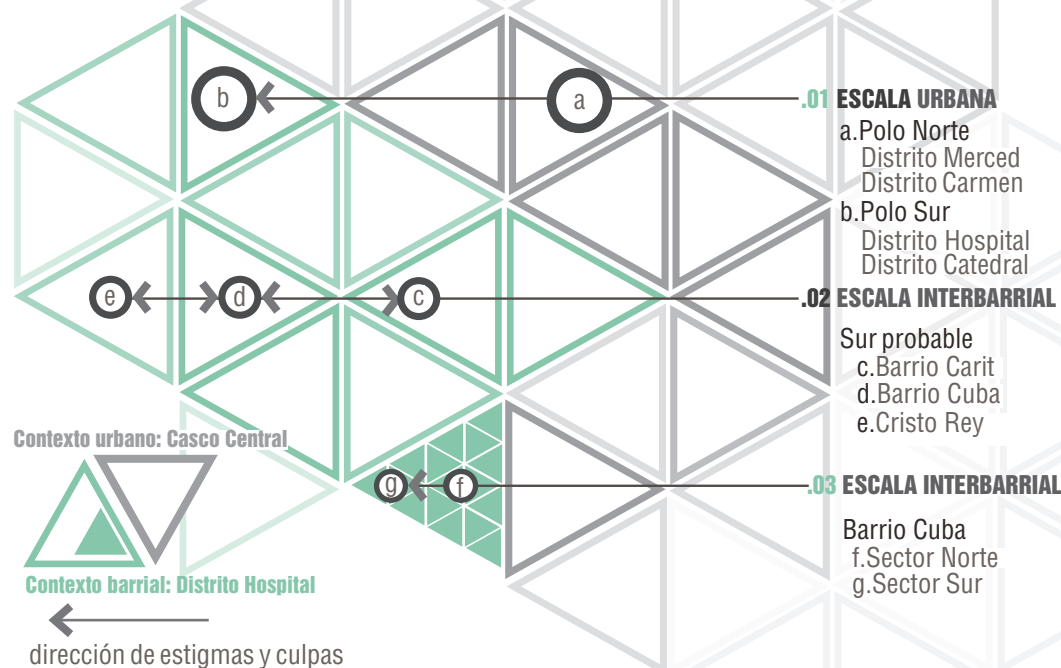 b
a
.01 ESCALA URBANA
a.Polo Norte
Distrito Merced
Distrito Carmen
b.Polo Sur
Distrito Hospital
Distrito Catedral
e
d
c
.02 ESCALA INTERBARRIAL
Sur probable
c.Barrio Carit
d.Barrio Cuba
e.Cristo Rey
g
f
.03 ESCALA INTERBARRIAL
Barrio Cuba
f.Sector Norte
g.Sector Sur
Contexto urbano: Casco Central
Contexto barrial: Distrito Hospital
dirección de estigmas y culpas